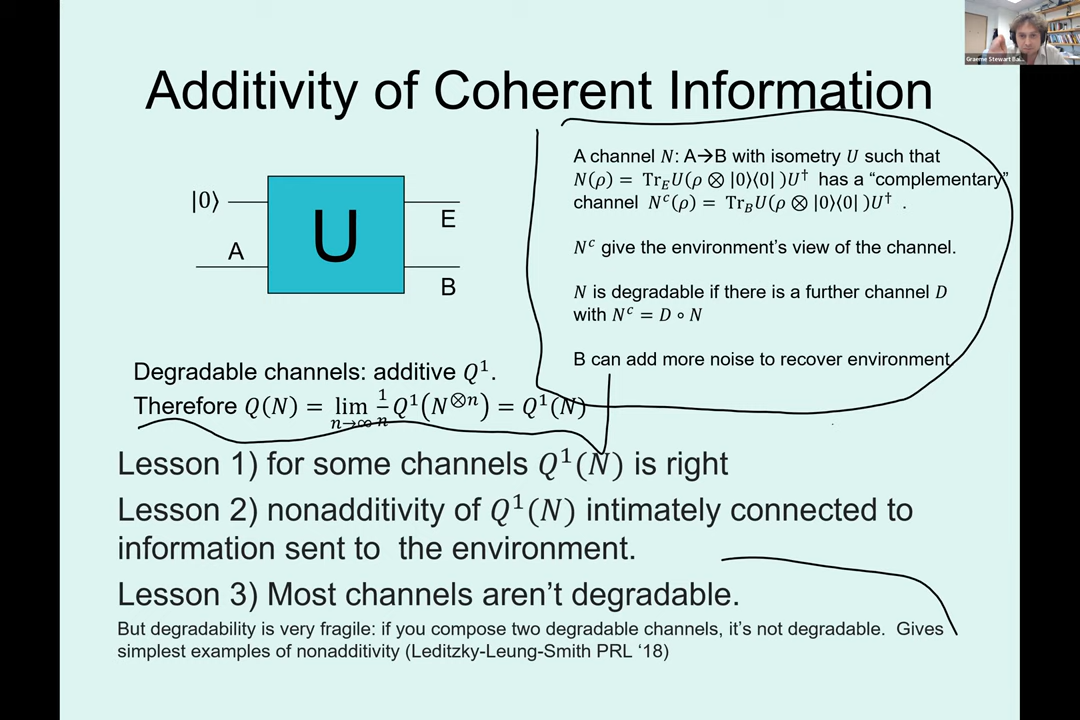 Additivity of Coherent Information
|0⟩
A
U
E
B
A channel N: A→B with isometry U such that
N(ρ) = Tr_E U(ρ ⊗ |0⟩⟨0| )U† has a “complementary”
channel N^c(ρ) = Tr_B U(ρ ⊗ |0⟩⟨0| )U† .
N^c give the environment's view of the channel.
N is degradable if there is a further channel D
with N^c = D ∘ N
B can add more noise to recover environment
Degradable channels: additive Q^1.
Therefore Q(N) = lim_{n→∞} 1/n Q^1(N^{⊗n}) = Q^1(N)
Lesson 1) for some channels Q^1(N) is right
Lesson 2) nonadditivity of Q^1(N) intimately connected to
information sent to the environment.
Lesson 3) Most channels aren't degradable.
But degradability is very fragile: if you compose two degradable channels, it's not degradable. Gives
simplest examples of nonadditivity (Leditzky-Leung-Smith PRL ‘18)
Graeme Stewart Bai...